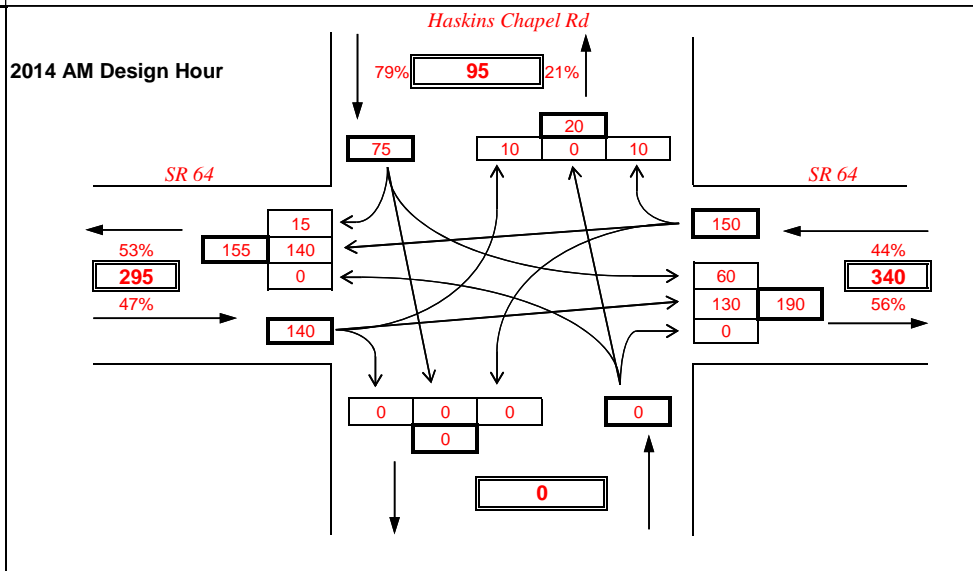 Haskins Chapel Rd
2014 AM Design Hour
79% 95 21%
20
75 10 0 10
SR 64 SR 64
15 150
53% 155 140 44%
295 0 60 340
47% 130 190 56%
140 0
0 0 0 0
0
0